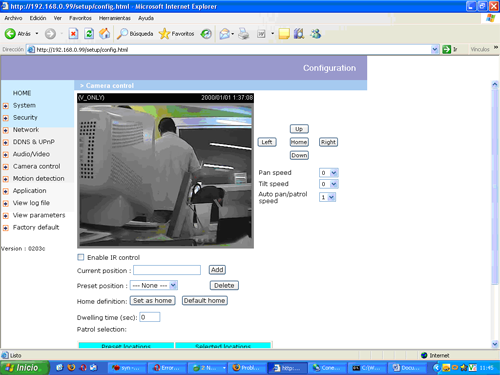 http://192.168.0.99/setup/config.html - Microsoft Internet Explorer
Archivo Edición Ver Favoritos Herramientas Ayuda
Atrás Búsqueda Favoritos
Dirección http://192.168.0.99/setup/config.html Ir Vínculos
Configuration
HOME
> Camera control
System
Security
Network
DDNS & UPnP
Audio/Video
Camera control
Motion detection
Application
View log file
View parameters
Factory default
Version : 0203c
(V_ONLY) 2000/01/01 1:37:08
Up
Left Home Right
Down
Pan speed 0
Tilt speed 0
Auto pan/patrol speed 1
Enable IR control
Current position : Add
Preset position : --- None --- Delete
Home definition: Set as home Default home
Dwelling time (sec): 0
Patrol selection:
Preset locations Selected locations
Listo Internet
Inicio Error... Probl... http:/... Cone... C:\W... Docu... 11:45